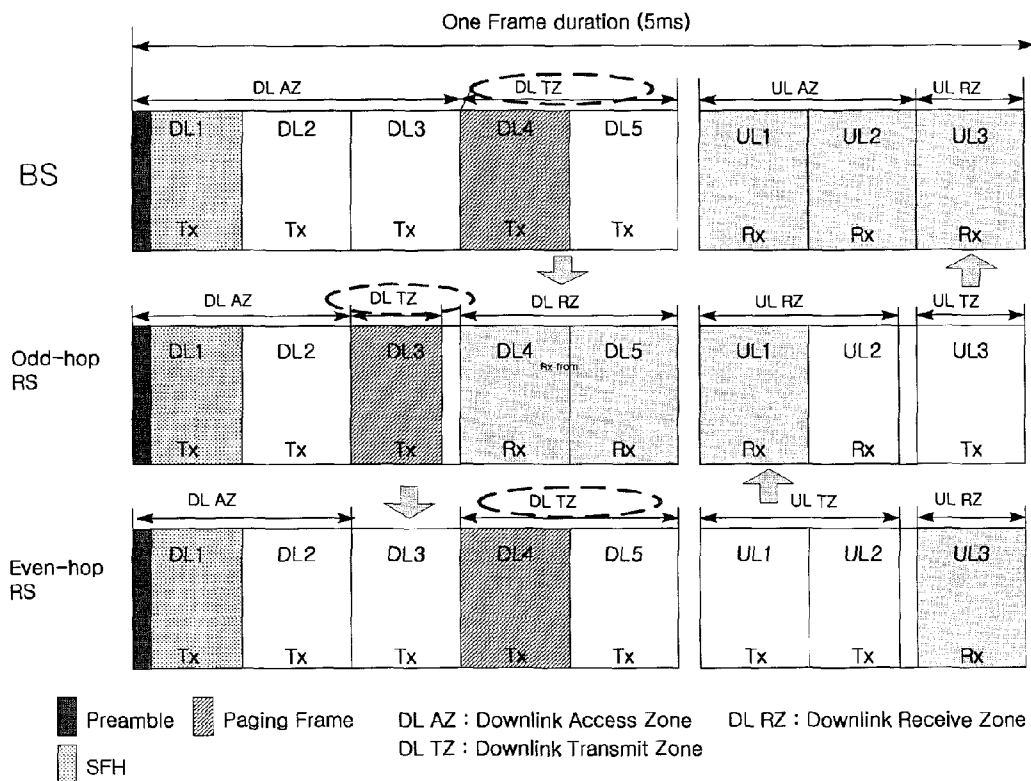 One Frame duration (5ms)
DL AZ DL TZ UL AZ UL RZ
BS
DL1 DL2 DL3 DL4 DL5 UL1 UL2 UL3
Tx Tx Tx Tx Tx Rx Rx Rx
DL AZ DL TZ DL RZ UL RZ UL TZ
Odd-hop
RS
DL1 DL2 DL3 DL4 DL5 UL1 UL2 UL3
Rx from
Tx Tx Tx Rx Rx Rx Rx Tx
DL AZ DL TZ UL TZ UL RZ
Even-hop
RS
DL1 DL2 DL3 DL4 DL5 UL1 UL2 UL3
Tx Tx Tx Tx Tx Tx Tx Rx
Preamble Paging Frame DL AZ : Downlink Access Zone DL RZ : Downlink Receive Zone
SFH DL TZ : Downlink Transmit Zone